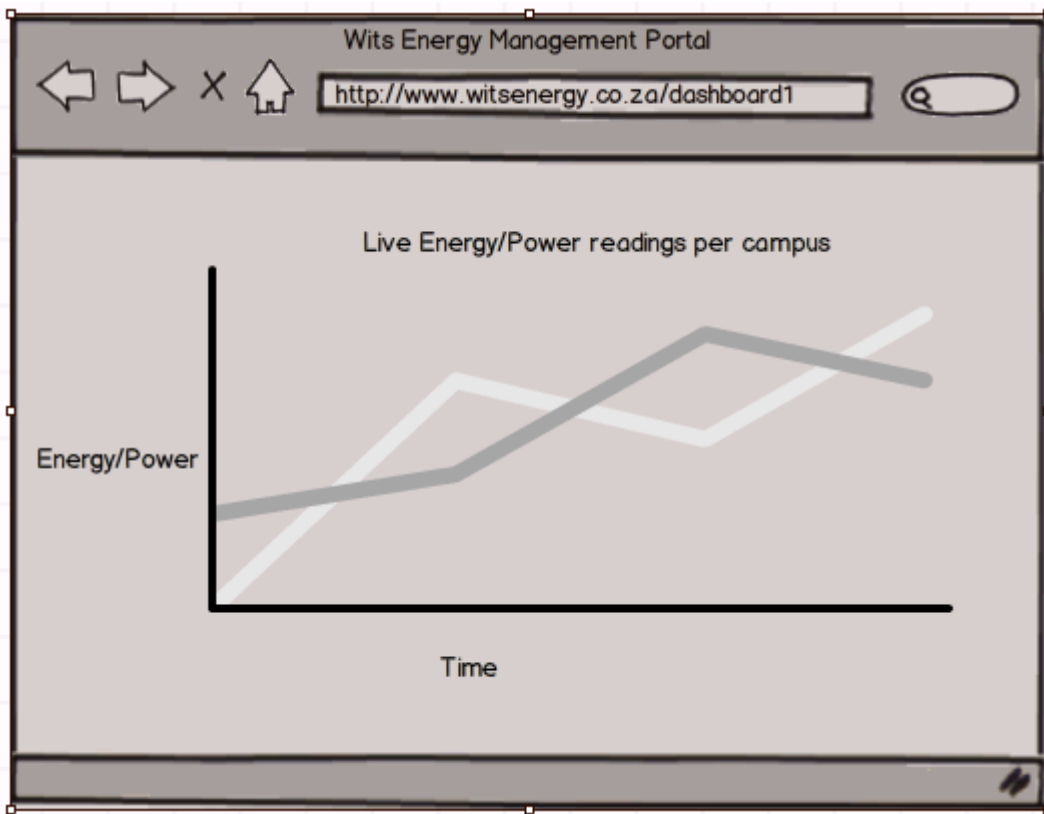 Wits Energy Management Portal
http://www.witsenergy.co.za/dashboard1
Live Energy/Power readings per campus
Energy/Power
Time